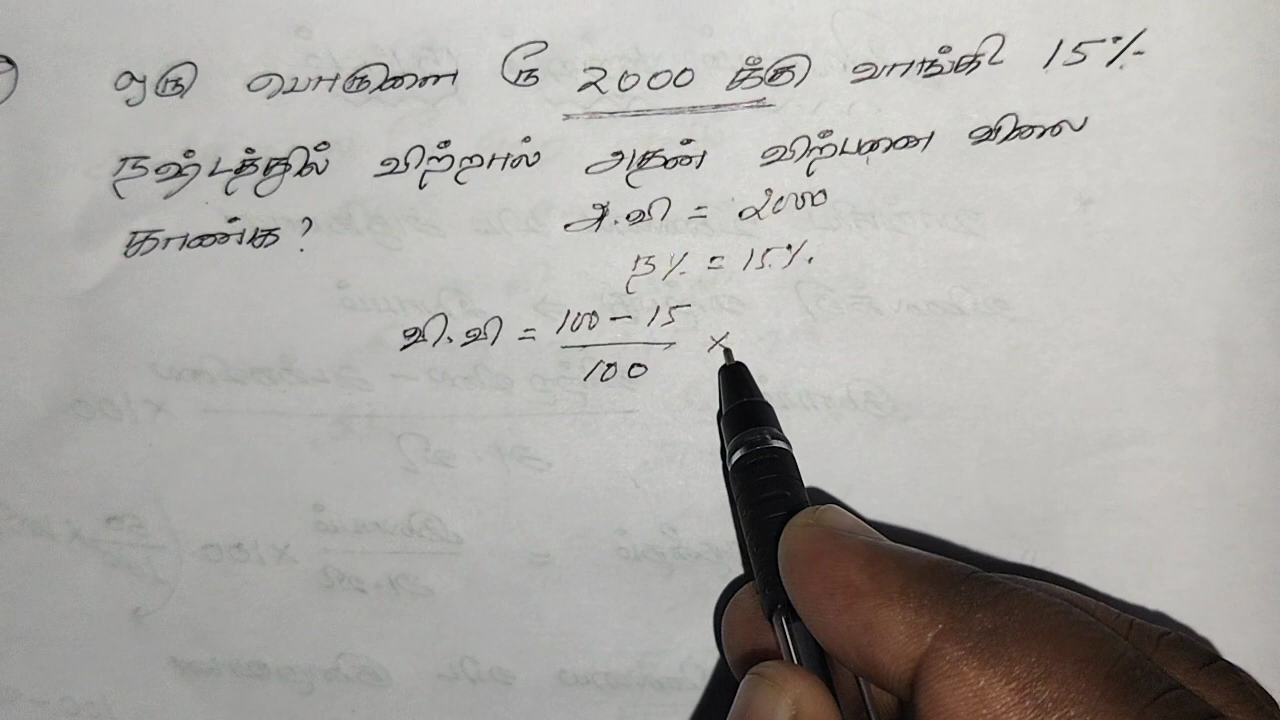 ஒரு பொருளை ரூ 2000 க்கு வாங்கி 15%
நஷ்டத்தில் விற்றால் அதன் விற்பனை விலை
காண்க?
அ.வி = 2000
ந% = 15%.
வி.வி = 100 - 15 / 100 ×